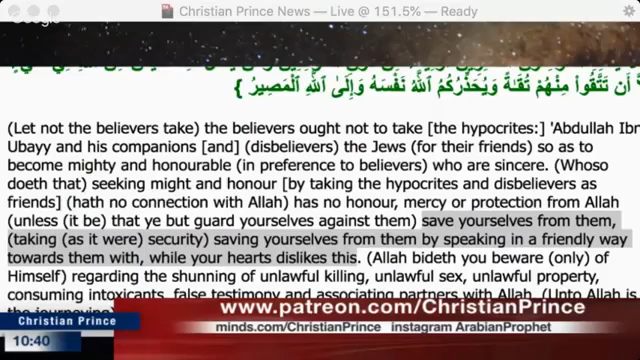 Christian Prince News — Live @ 151.5% — Ready
أَن تَتَّقُواْ مِنْهُمْ تُقَـٰةً وَيُحَذِّرُكُمُ ٱللَّهُ نَفْسَهُ وَإِلَىٰ ٱللَّهِ ٱلْمَصِيرُ }
(Let not the believers take) the believers ought not to take [the hypocrites:] 'Abdullah Ibn
Ubayy and his companions [and] (disbelievers) the Jews (for their friends) so as to
become mighty and honourable (in preference to believers) who are sincere. (Whoso
doeth that) seeking might and honour [by taking the hypocrites and disbelievers as
friends] (hath no connection with Allah) has no honour, mercy or protection from Allah
(unless (it be) that ye but guard yourselves against them) save yourselves from them,
(taking (as it were) security) saving yourselves from them by speaking in a friendly way
towards them with, while your hearts dislikes this. (Allah bideth you beware (only) of
Himself) regarding the shunning of unlawful killing, unlawful sex, unlawful property,
consuming intoxicants, false testimony and associating partners with Allah. (Unto Allah is
www.patreon.com/ChristianPrince
Christian Prince
minds.com/ChristianPrince instagram ArabianProphet
10:40